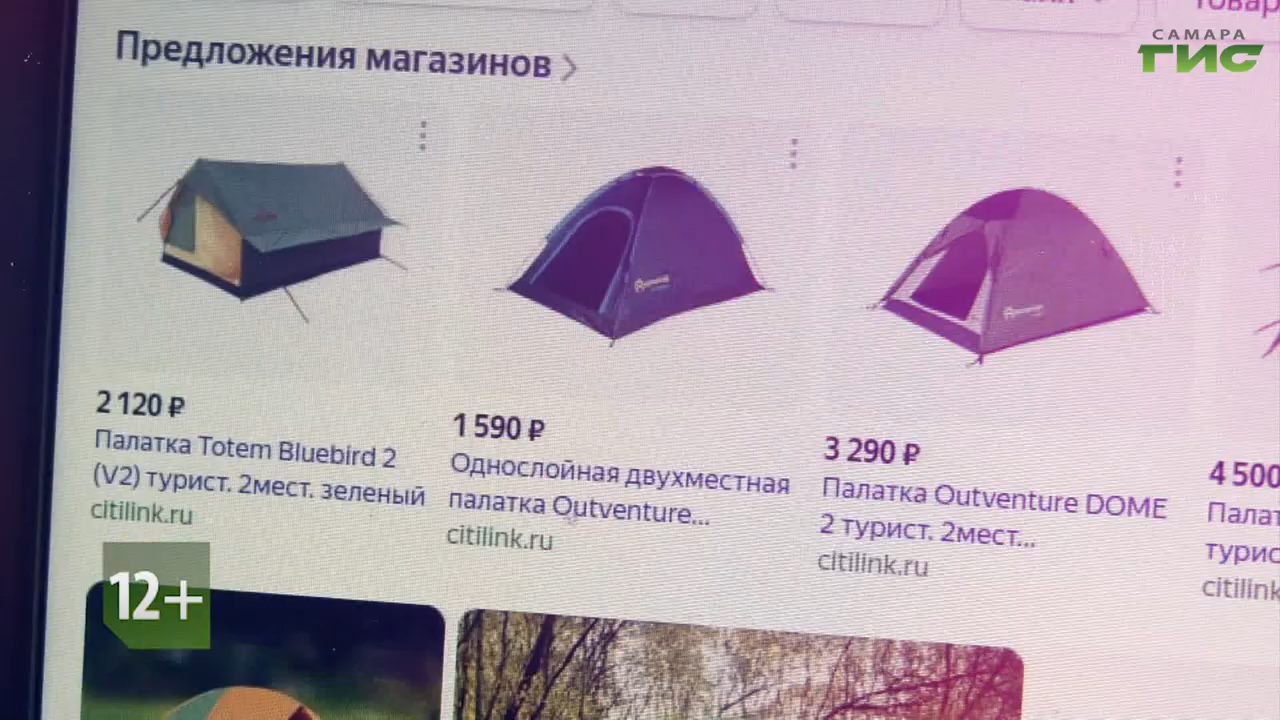 САМАРА
ГИС
Предложения магазинов
2 120 ₽
Палатка Totem Bluebird 2
(V2) турист. 2мест. зеленый
citilink.ru
1 590 ₽
Однослойная двухместная
палатка Outventure...
citilink.ru
3 290 ₽
Палатка Outventure DOME
2 турист. 2мест...
citilink.ru
4 500
12+